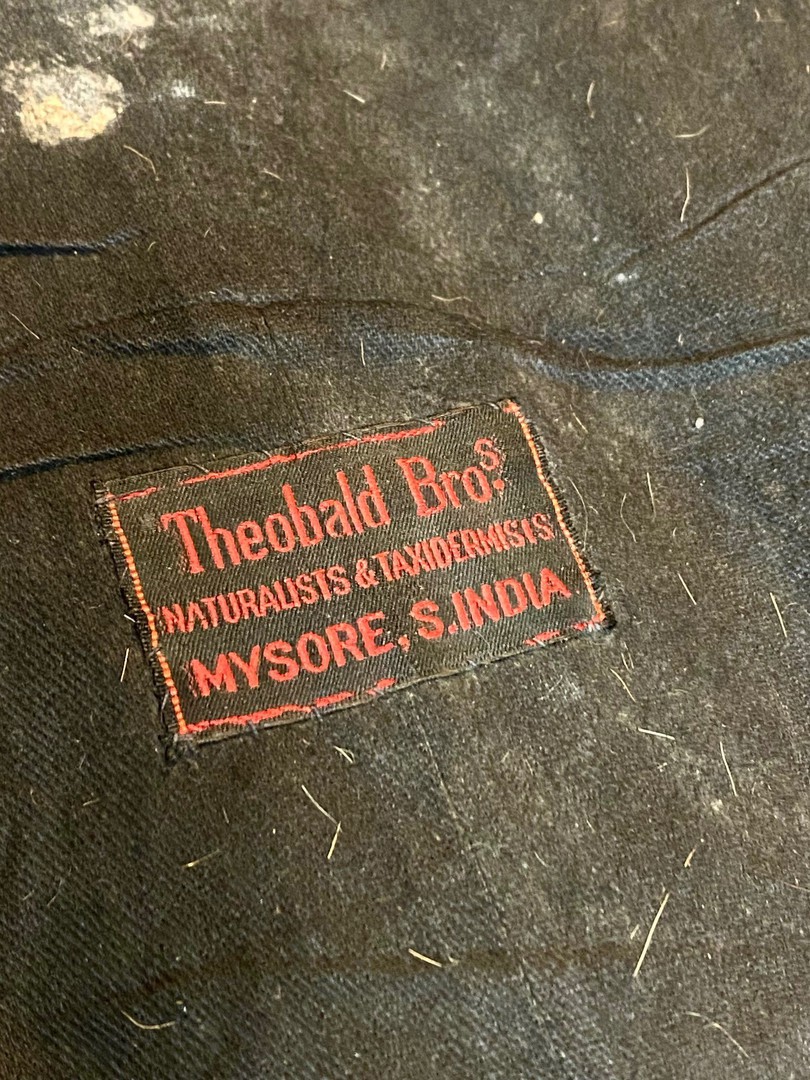 Theobald Bros.
NATURALISTS & TAXIDERMISTS
MYSORE, S.INDIA